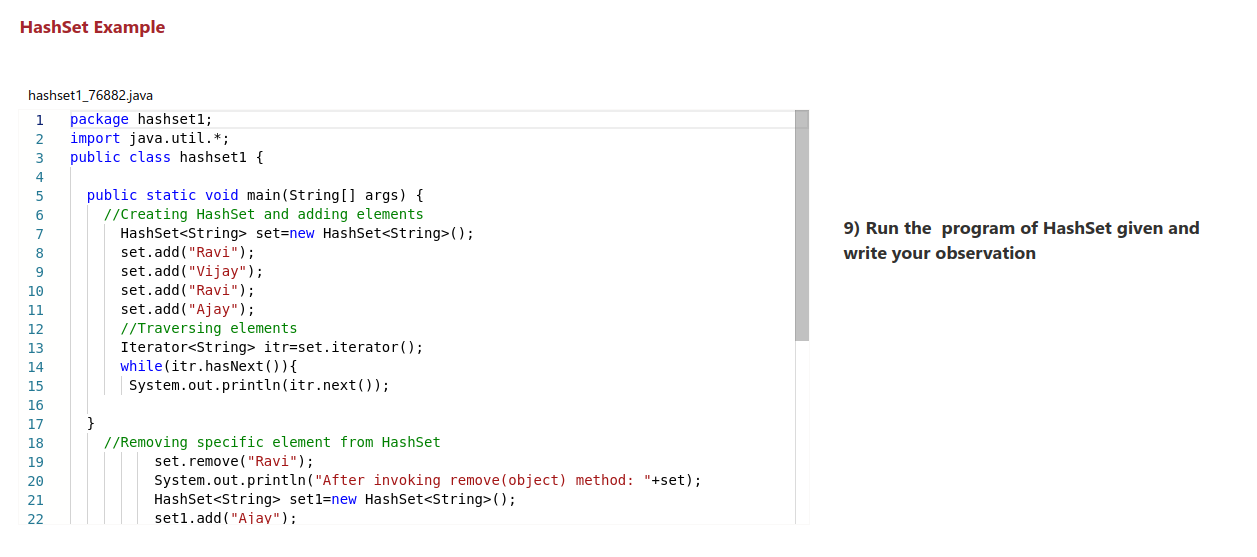 HashSet Example
hashset1_76882.java
1 package hashset1;
2 import java.util.*;
3 public class hashset1 {
4
5 public static void main(String[] args) {
6 //Creating HashSet and adding elements
7 HashSet<String> set=new HashSet<String>();
8 set.add("Ravi");
9 set.add("Vijay");
10 set.add("Ravi");
11 set.add("Ajay");
12 //Traversing elements
13 Iterator<String> itr=set.iterator();
14 while(itr.hasNext()){
15 System.out.println(itr.next());
16
17 }
18 //Removing specific element from HashSet
19 set.remove("Ravi");
20 System.out.println("After invoking remove(object) method: "+set);
21 HashSet<String> set1=new HashSet<String>();
22 set1.add("Ajay");
9) Run the  program of HashSet given and
write your observation